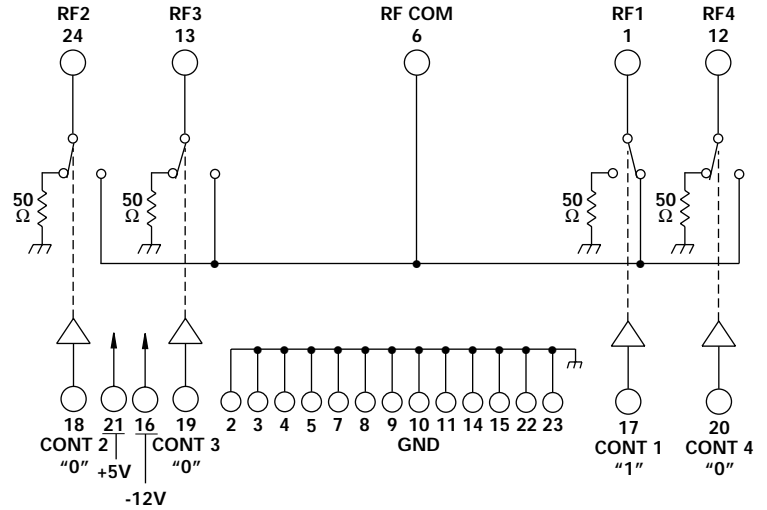 RF2 RF3 RF COM RF1 RF4
24 13 6 1 12
50 Ω 50 Ω 50 Ω 50 Ω
18 21 16 19 2 3 4 5 7 8 9 10 11 14 15 22 23 17 20
CONT 2 CONT 3 GND CONT 1 CONT 4
“0” “0” “1” “0”
+5V
-12V